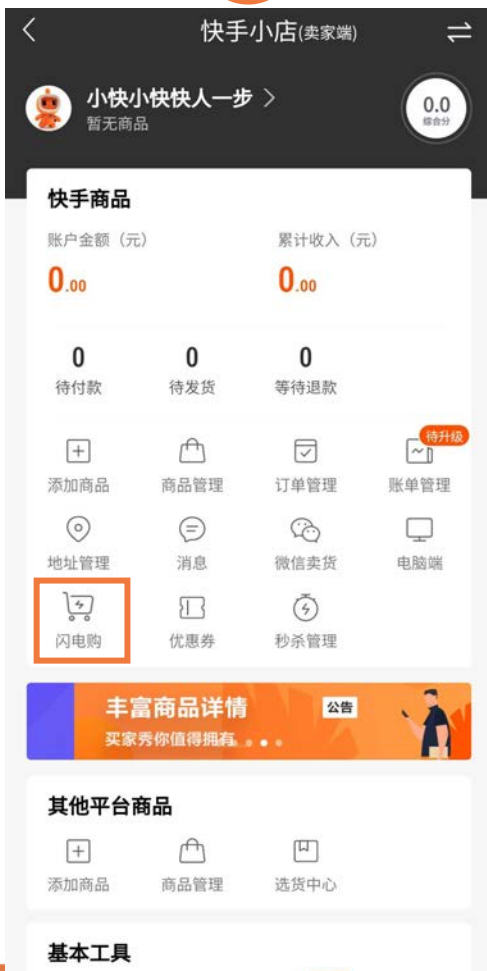 快手小店(卖家端)
小快小快快人一步
暂无商品
0.0
综合分
快手商品
账户金额（元） 累计收入（元）
0.00 0.00
0 0 0
待付款 待发货 等待退款
待升级
添加商品 商品管理 订单管理 账单管理
地址管理 消息 微信卖货 电脑端
闪电购 优惠券 秒杀管理
丰富商品详情 公告
买家秀你值得拥有
其他平台商品
添加商品 商品管理 选货中心
基本工具